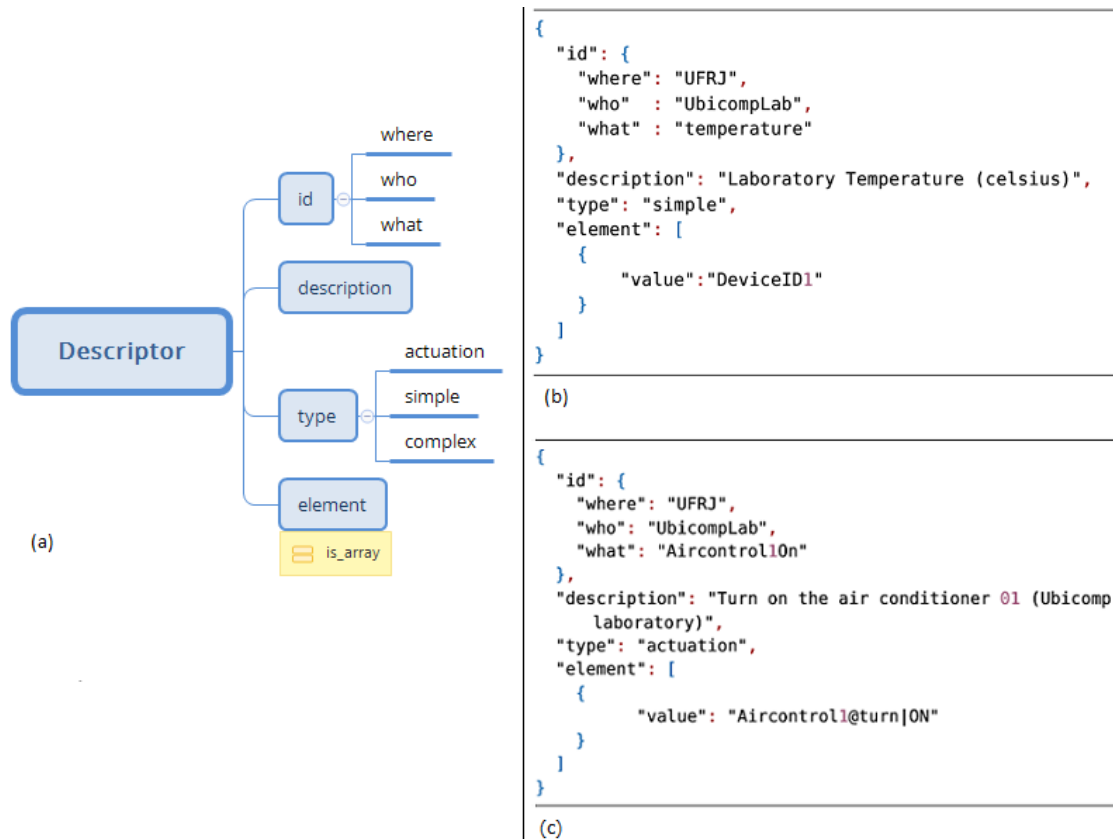 where
who
what
id
description
Descriptor
actuation
simple
complex
type
element
is_array
(a)
{
"id": {
"where": "UFRJ",
"who"  : "UbicompLab",
"what" : "temperature"
},
"description": "Laboratory Temperature (celsius)",
"type": "simple",
"element": [
{
"value":"DeviceID1"
}
]
}
(b)
{
"id": {
"where": "UFRJ",
"who": "UbicompLab",
"what": "Aircontrol1On"
},
"description": "Turn on the air conditioner 01 (Ubicomp
laboratory)",
"type": "actuation",
"element": [
{
"value": "Aircontrol1@turn|ON"
}
]
}
(c)